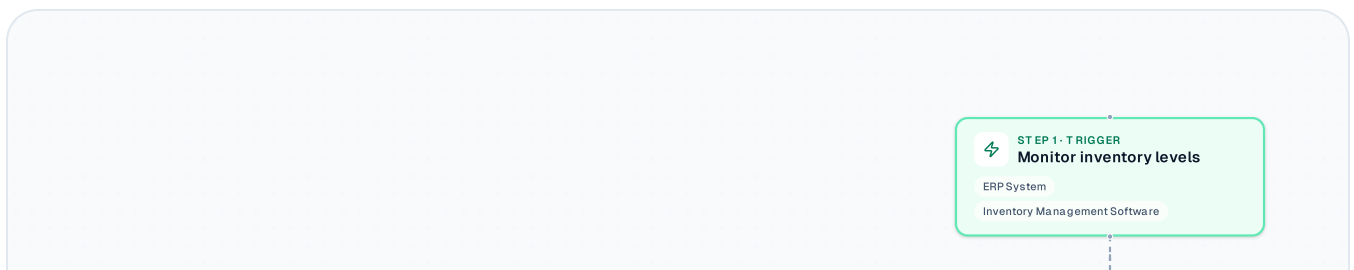 STEP 1 · TRIGGER
Monitor inventory levels
ERP System
Inventory Management Software